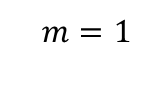 m = 1